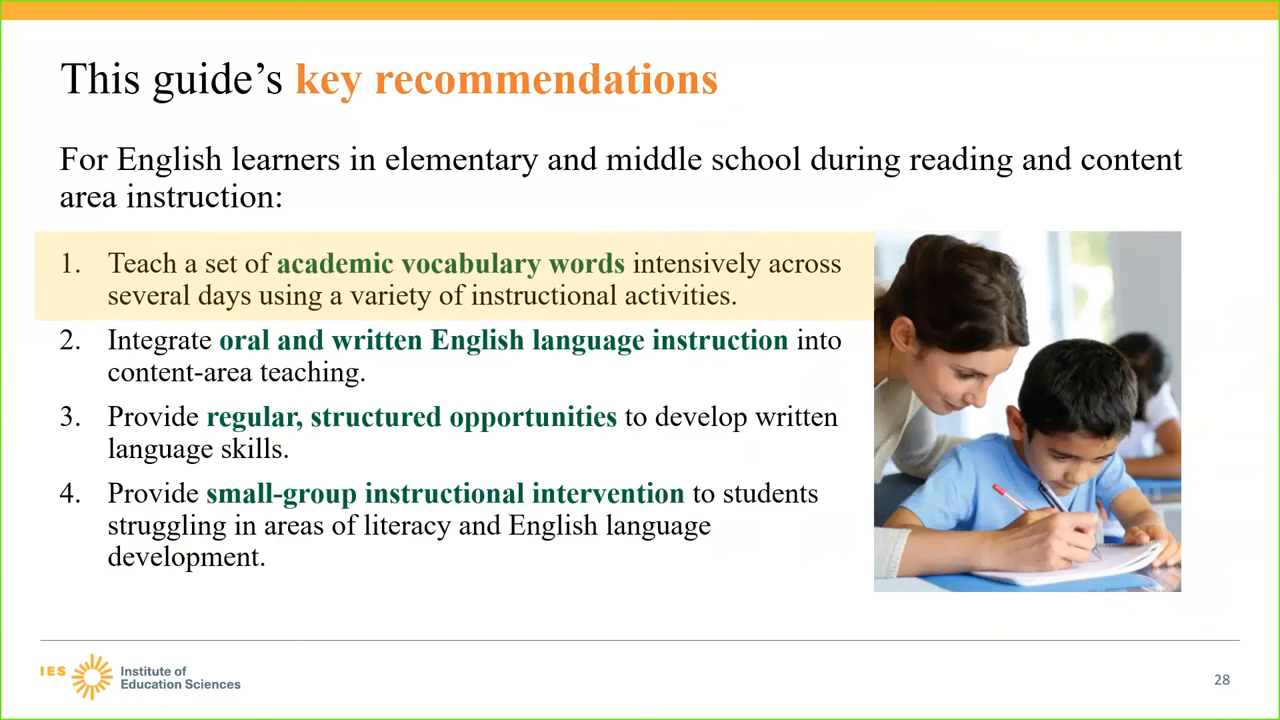 This guide’s key recommendations
For English learners in elementary and middle school during reading and content
area instruction:
1. Teach a set of academic vocabulary words intensively across
several days using a variety of instructional activities.
2. Integrate oral and written English language instruction into
content-area teaching.
3. Provide regular, structured opportunities to develop written
language skills.
4. Provide small-group instructional intervention to students
struggling in areas of literacy and English language
development.
IES
Institute of
Education Sciences
28